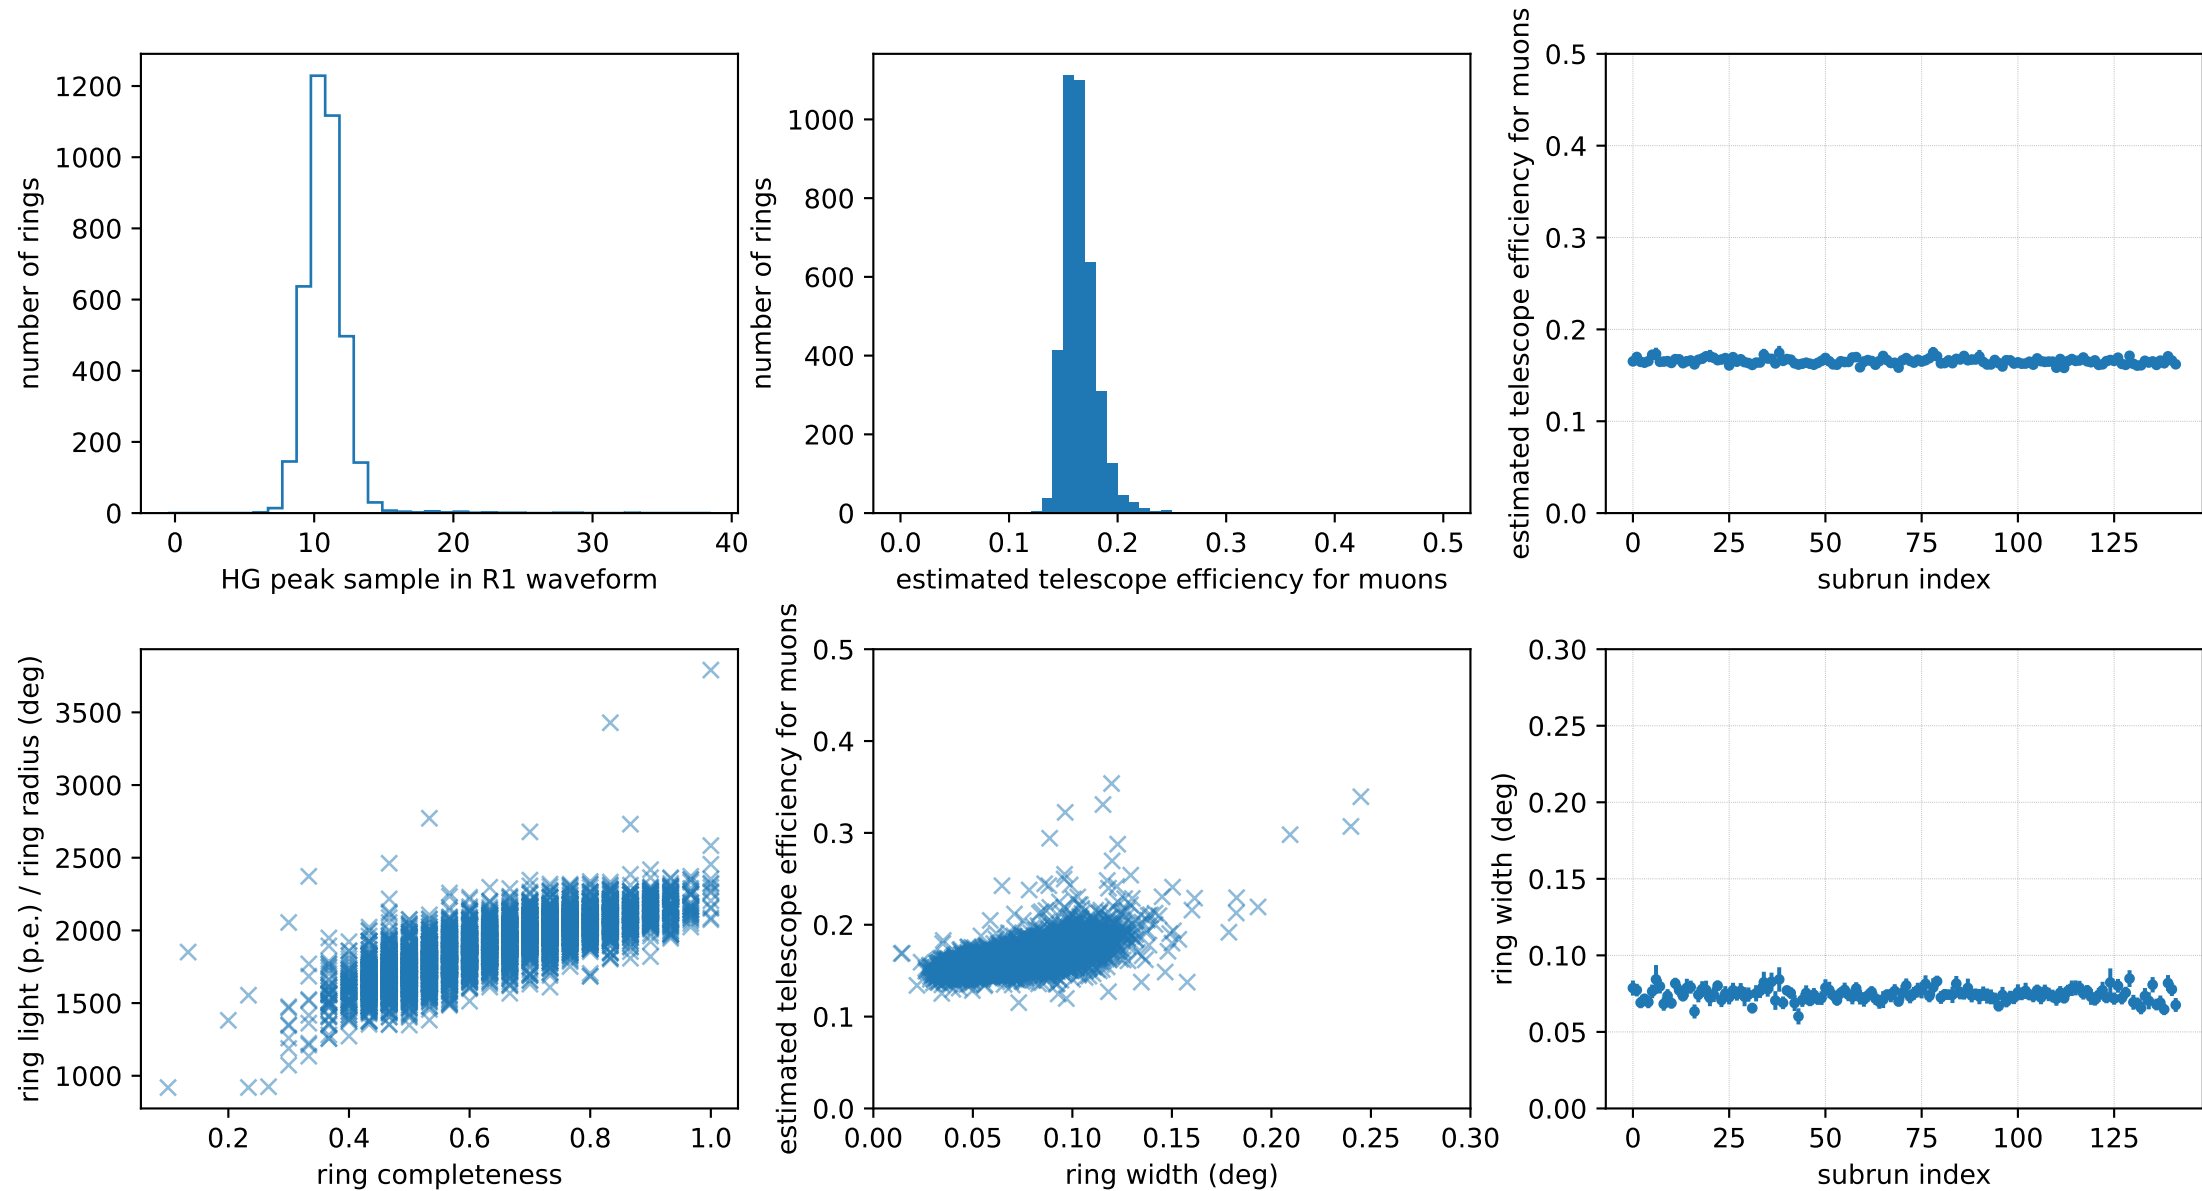 1200
1000
800
600
400
200
0
number of rings
0 10 20 30 40
HG peak sample in R1 waveform
1000
800
600
400
200
0
number of rings
0.0 0.1 0.2 0.3 0.4 0.5
estimated telescope efficiency for muons
0.5
0.4
0.3
0.2
0.1
0.0
estimated telescope efficiency for muons
0 25 50 75 100 125
subrun index
3500
3000
2500
2000
1500
1000
ring light (p.e.) / ring radius (deg)
0.2 0.4 0.6 0.8 1.0
ring completeness
0.5
0.4
0.3
0.2
0.1
0.0
estimated telescope efficiency for muons
0.00 0.05 0.10 0.15 0.20 0.25 0.30
ring width (deg)
0.30
0.25
0.20
0.15
0.10
0.05
0.00
ring width (deg)
0 25 50 75 100 125
subrun index